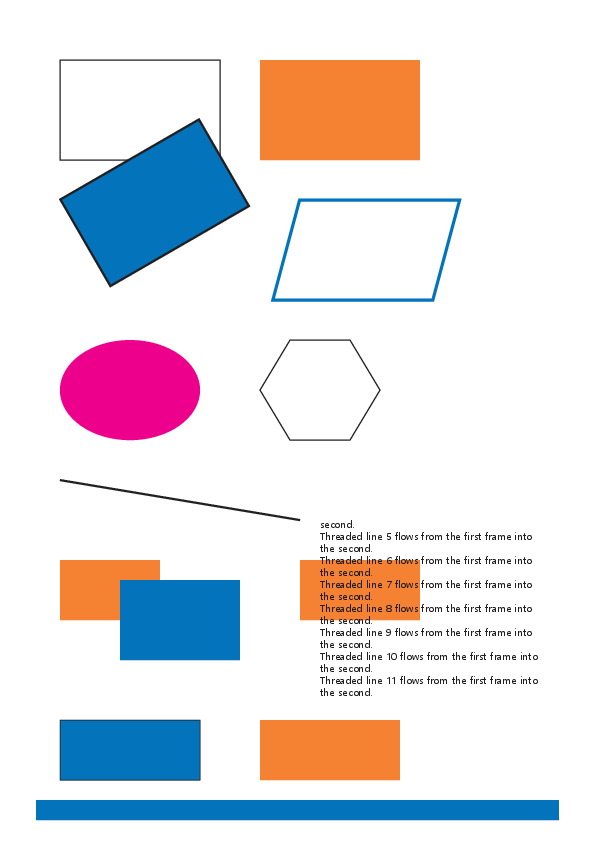 second.
Threaded line 5 flows from the first frame into
the second.
Threaded line 6 flows from the first frame into
the second.
Threaded line 7 flows from the first frame into
the second.
Threaded line 8 flows from the first frame into
the second.
Threaded line 9 flows from the first frame into
the second.
Threaded line 10 flows from the first frame into
the second.
Threaded line 11 flows from the first frame into
the second.